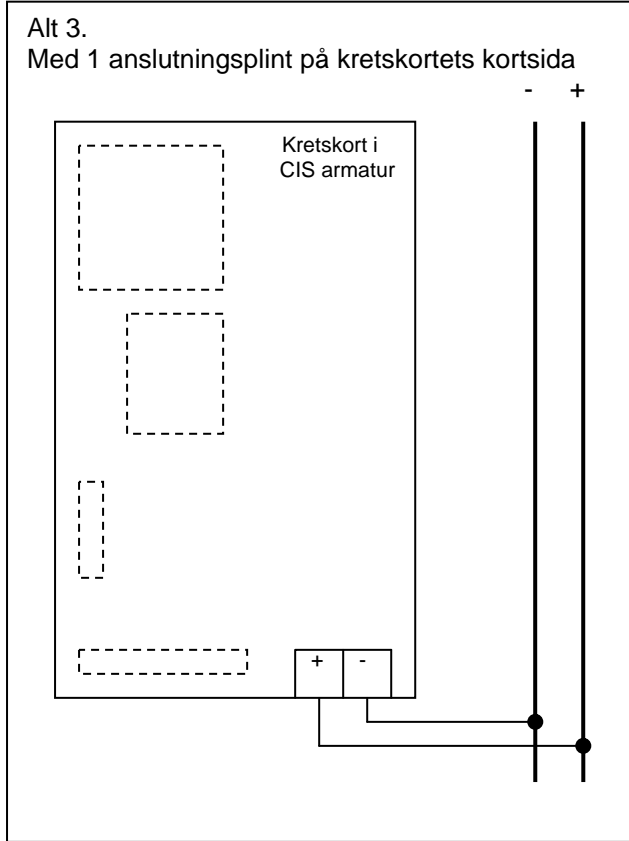 Alt 3.
Med 1 anslutningsplint på kretskortets kortsida
- +
Kretskort i
CIS armatur
+ -